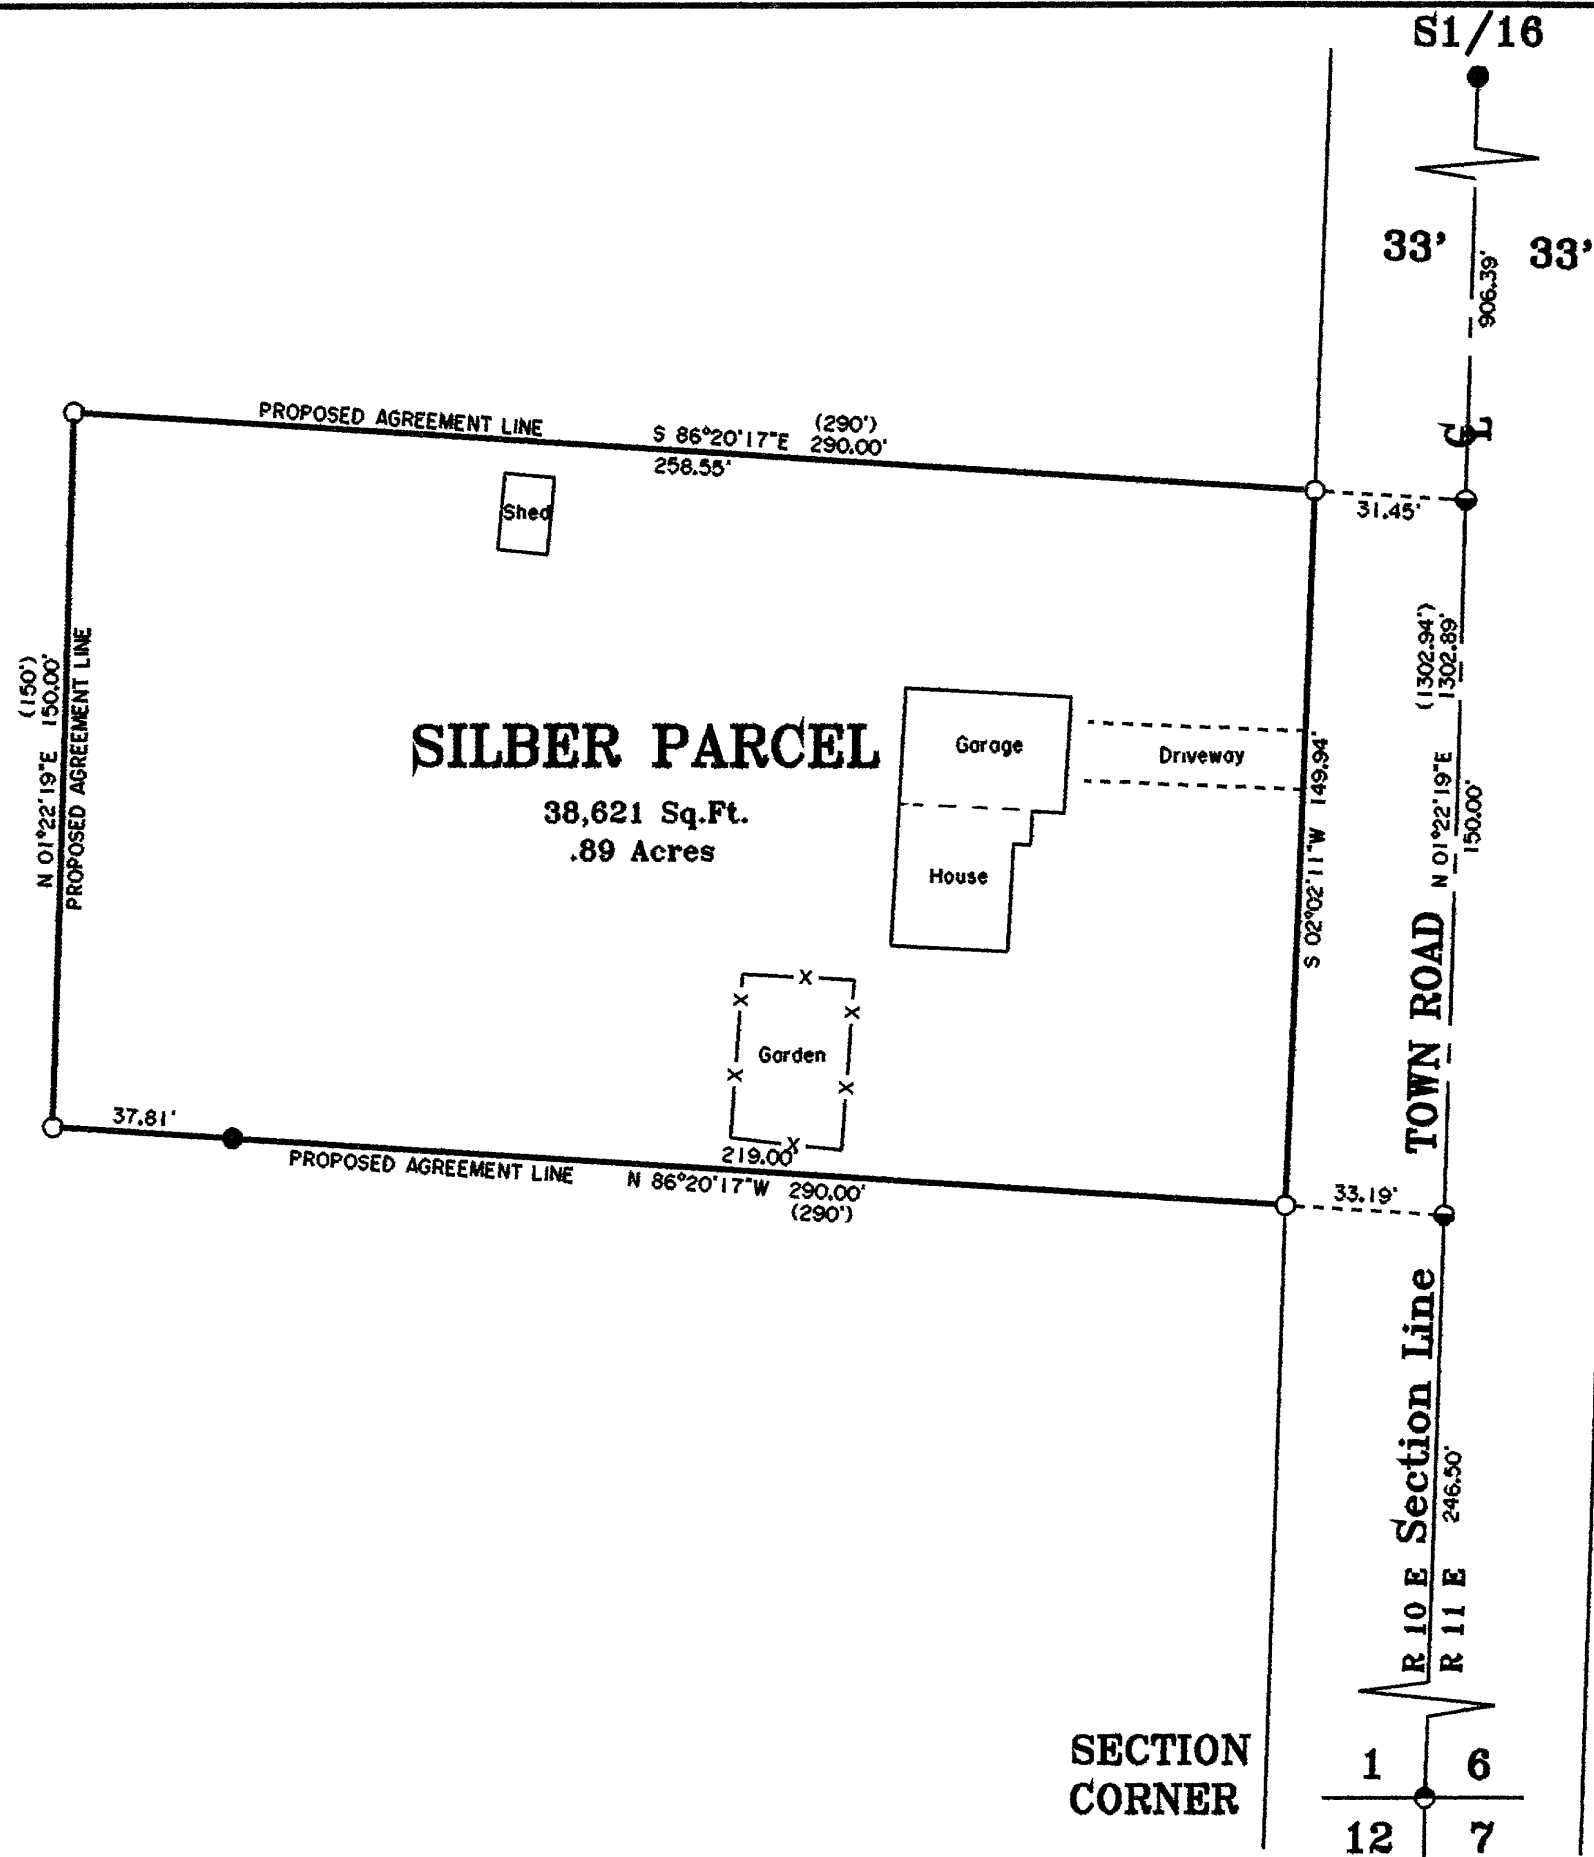 S1/16
33' 33'
906.39'
CL
PROPOSED AGREEMENT LINE
(290')
S 86°20'17"E 290.00'
258.55'
31.45'
Shed
(150')
N 01°22'19"E 150.00'
PROPOSED AGREEMENT LINE
SILBER PARCEL
38,621 Sq.Ft.
.89 Acres
Garage
Driveway
House
Garden
S 02°02'11"W 149.94'
(1302.94')
1302.89'
N 01°22'19"E
150.00'
TOWN ROAD
37.81'
219.00'
PROPOSED AGREEMENT LINE
N 86°20'17"W 290.00'
(290')
33.19'
R 10 E Section Line
246.50'
R 11 E
SECTION
CORNER
1 6
12 7